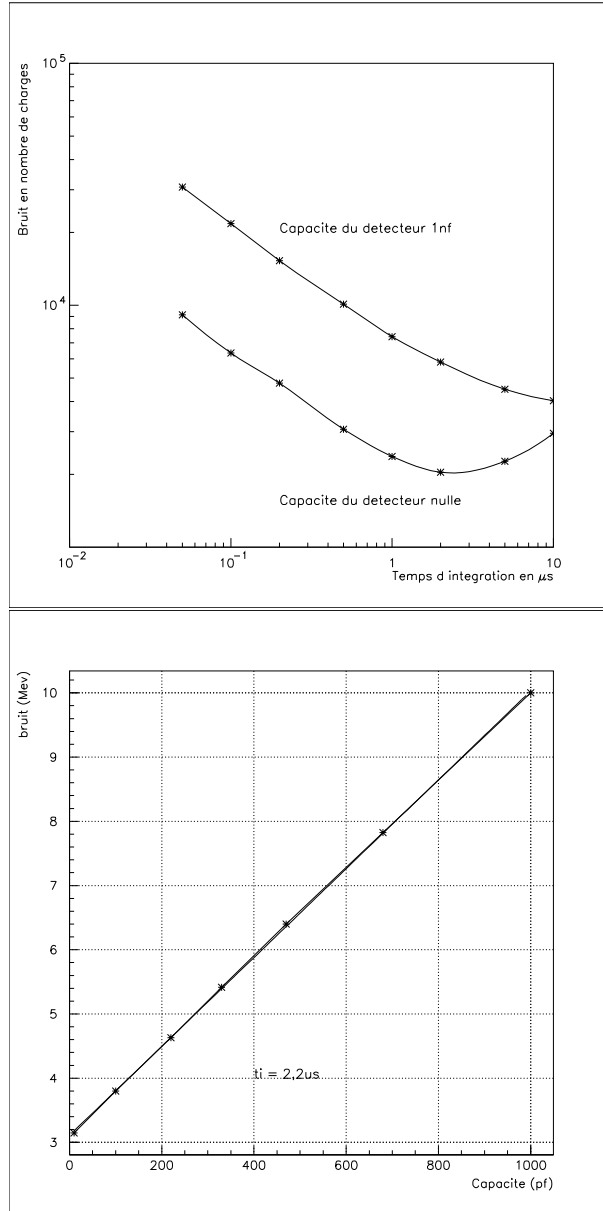 Bruit en nombre de charges
10^5
10^4
Capacite du detecteur 1nf
Capacite du detecteur nulle
10^-2 10^-1 1 10
Temps d integration en μs
bruit (Mev)
10
9
8
7
6
5
4
3
ti = 2,2us
0 200 400 600 800 1000
Capacite (pf)